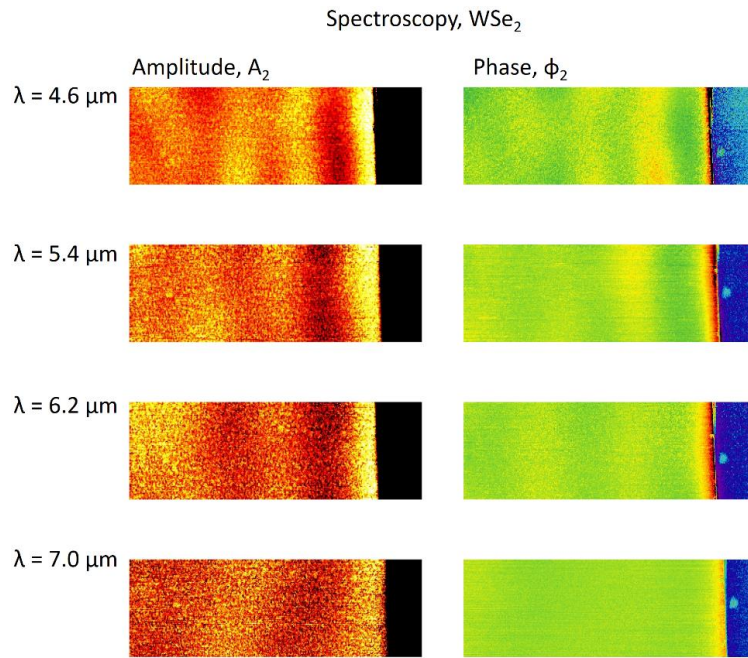 Spectroscopy, WSe₂
Amplitude, A₂
Phase, ϕ₂
λ = 4.6 µm
λ = 5.4 µm
λ = 6.2 µm
λ = 7.0 µm